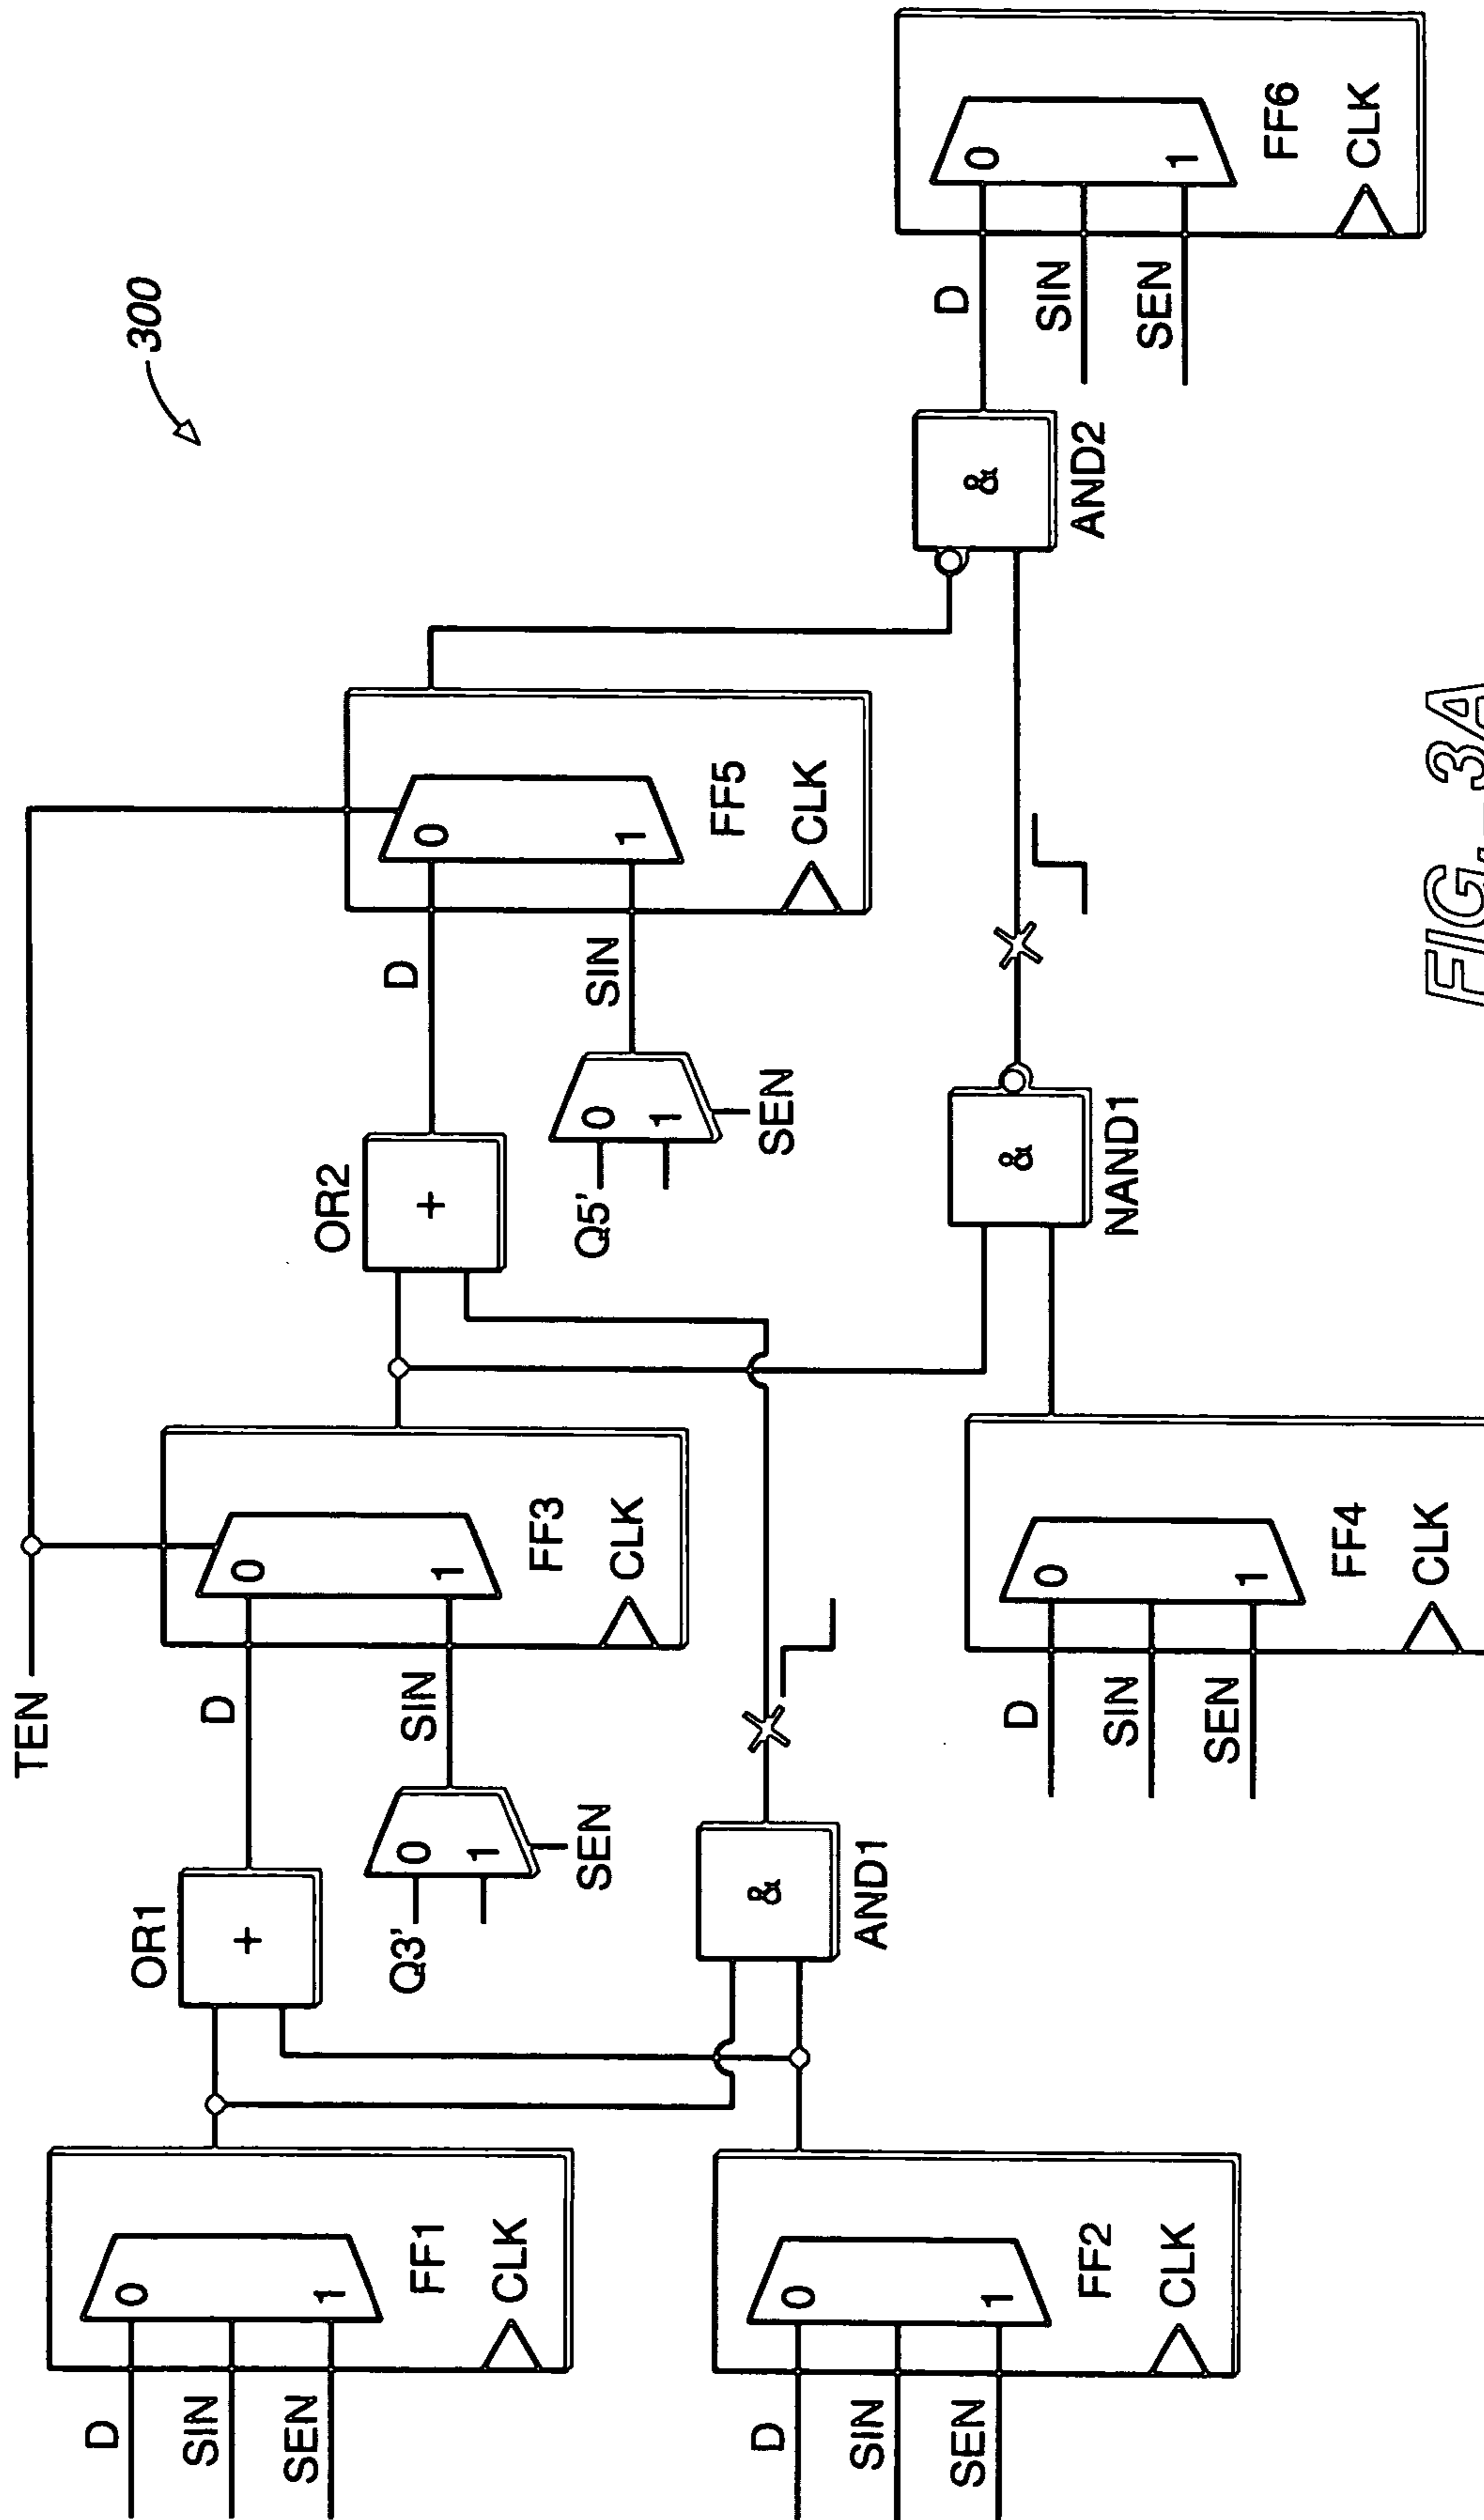 300
TEN
OR1
+
D
0
1
FF3
CLK
SIN
Q3'
0
1
SEN
OR2
+
D
0
1
FF5
CLK
SIN
Q5'
0
1
SEN
D
SIN
SEN
0
1
FF1
CLK
D
SIN
SEN
0
1
FF2
CLK
&
AND1
D
SIN
SEN
0
1
FF4
CLK
&
NAND1
&
AND2
D
SIN
SEN
0
1
FF6
CLK
FIG._3A